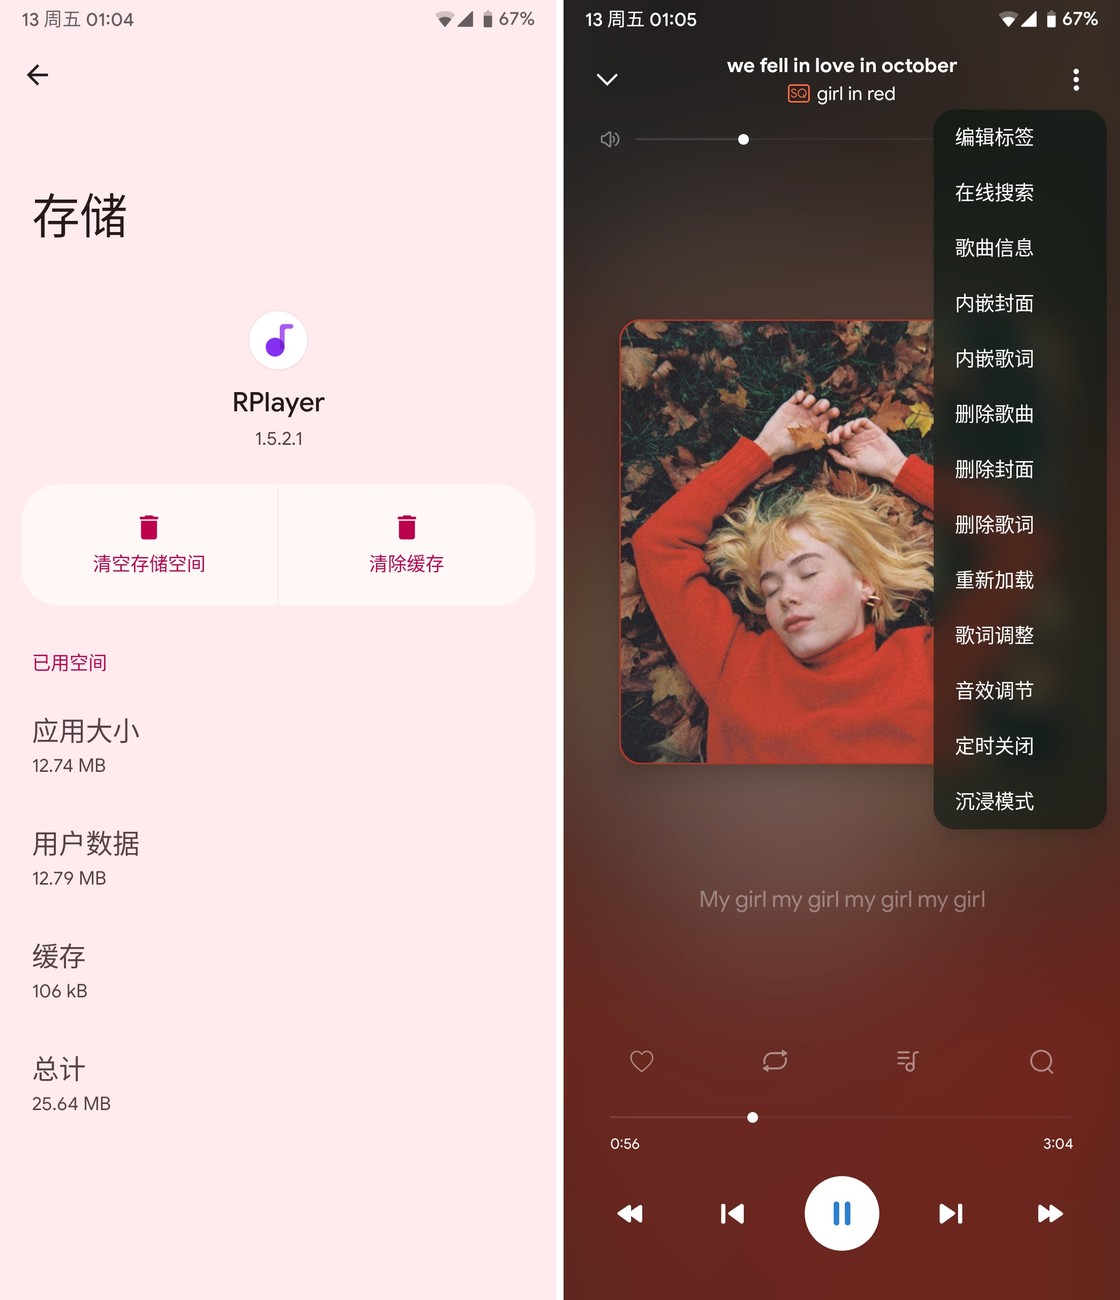 13 周五 01:04
67%
存储
RPlayer
1.5.2.1
清空存储空间
清除缓存
已用空间
应用大小
12.74 MB
用户数据
12.79 MB
缓存
106 kB
总计
25.64 MB
13 周五 01:05
67%
we fell in love in october
SQ girl in red
编辑标签
在线搜索
歌曲信息
内嵌封面
内嵌歌词
删除歌曲
删除封面
删除歌词
重新加载
歌词调整
音效调节
定时关闭
沉浸模式
My girl my girl my girl my girl
0:56
3:04